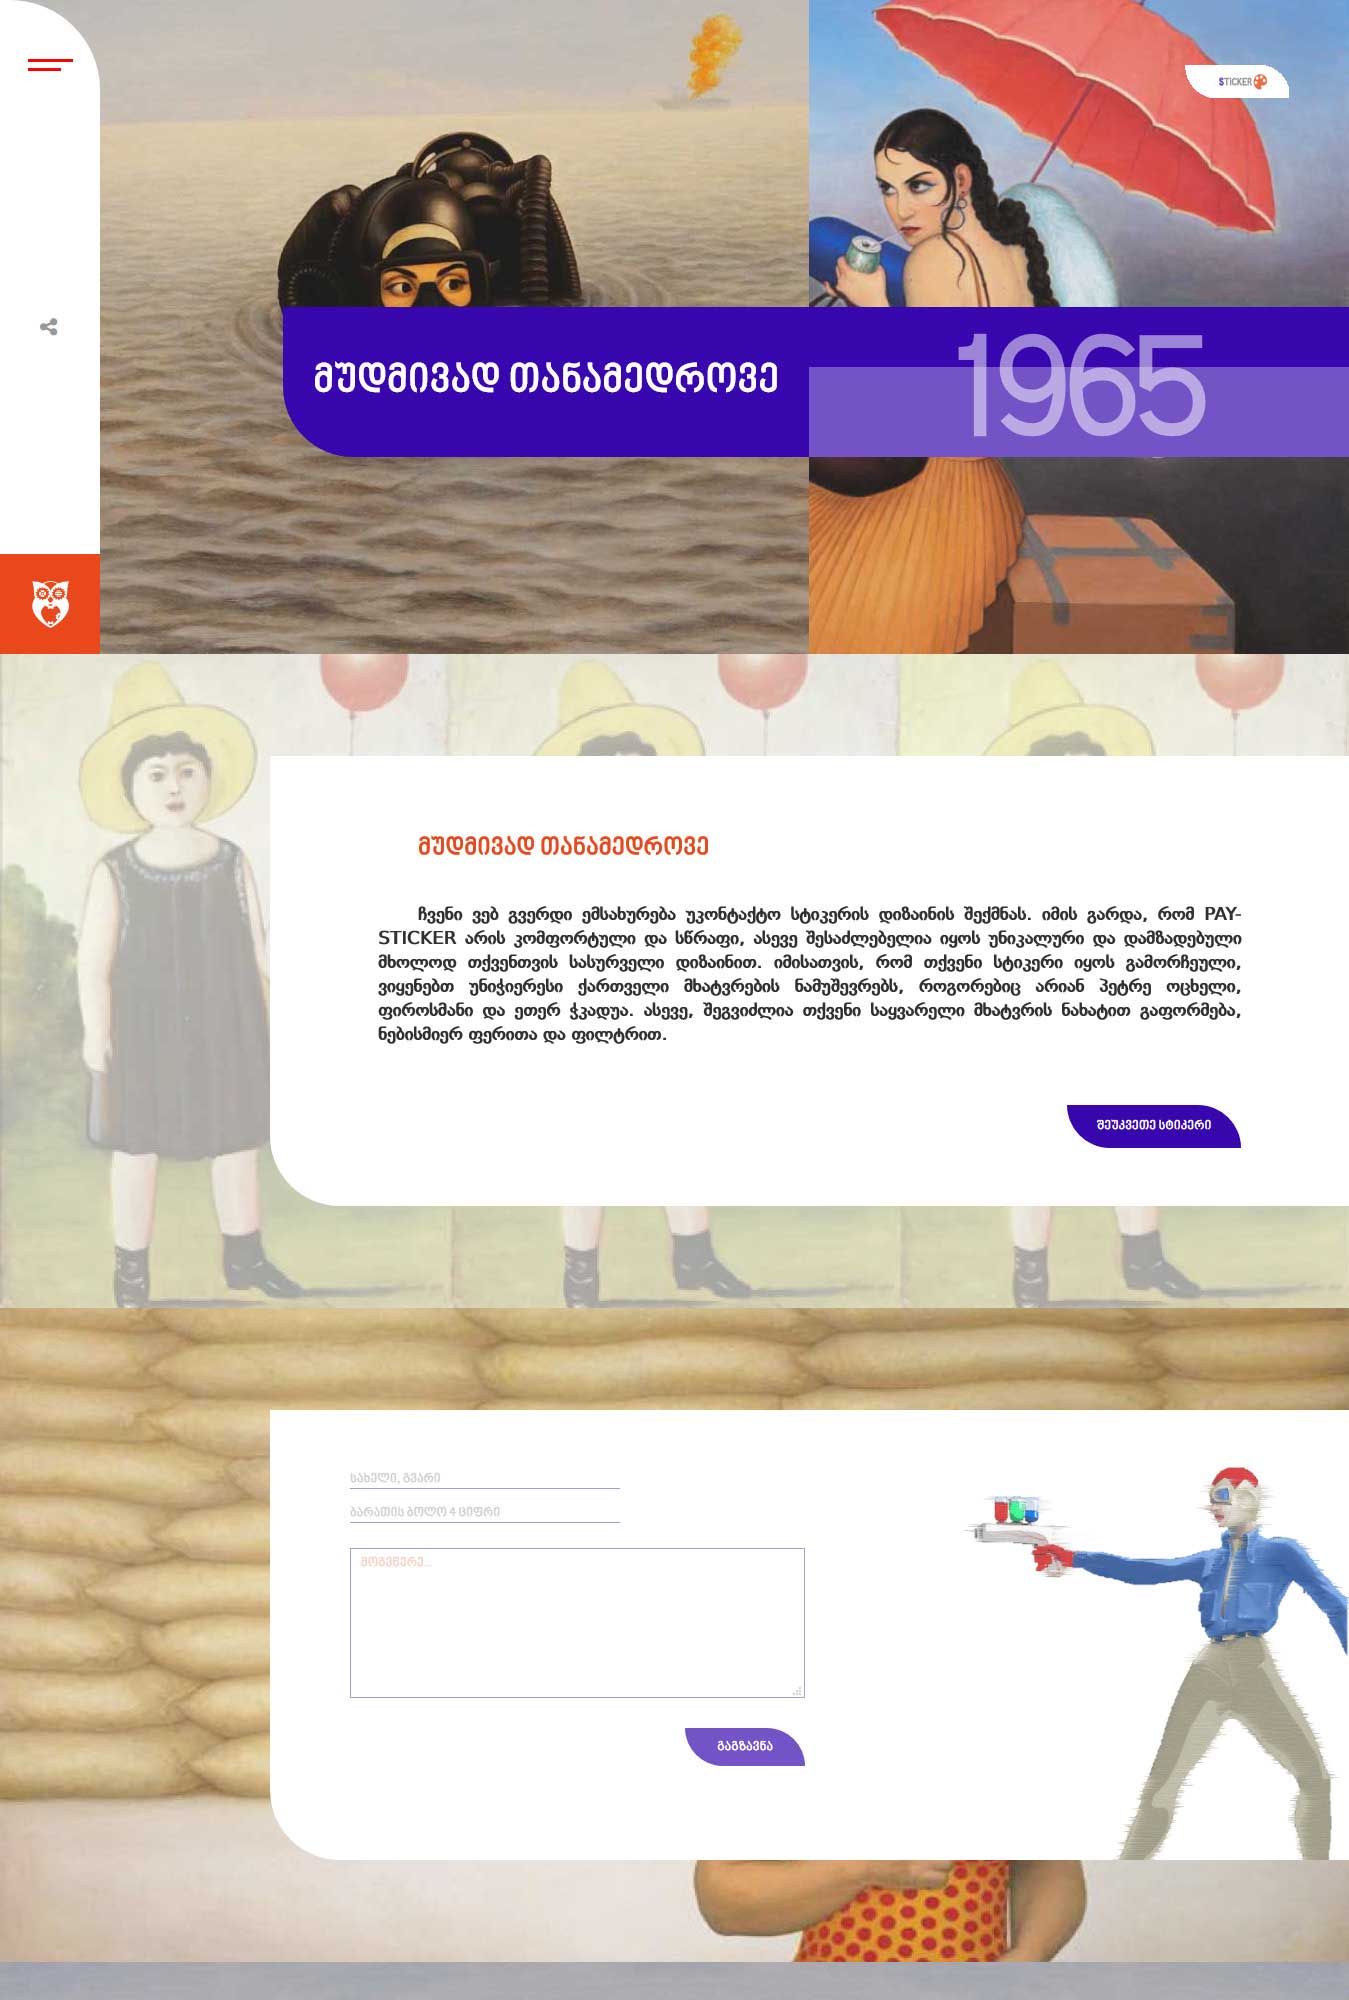 $TICKER
მუდმივად თანამედროვე
1965
მუდმივად თანამედროვე
ჩვენი ვებ გვერდი ემსახურება უკონტაქტო სტიკერის დიზაინის შექმნას. იმის გარდა, რომ PAY-
STICKER არის კომფორტული და სწრაფი, ასევე შესაძლებელია იყოს უნიკალური და დამზადებული
მხოლოდ თქვენთვის სასურველი დიზაინით. იმისათვის, რომ თქვენი სტიკერი იყოს გამორჩეული,
ვიყენებთ უნიჭიერესი ქართველი მხატვრების ნამუშევრებს, როგორებიც არიან პეტრე ოცხელი,
ფიროსმანი და ეთერ ჭკადუა. ასევე, შეგვიძლია თქვენი საყვარელი მხატვრის ნახატით გაფორმება,
ნებისმიერ ფერითა და ფილტრით.
შეუკვეთე სტიკერი
სახელი, გვარი
ბარათის ბოლო 4 ციფრი
მოგვწერე...
გაგზავნა